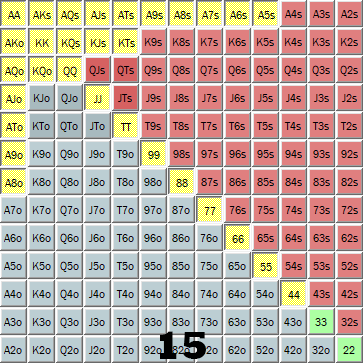 AA AKs AQs AJs ATs A9s A8s A7s A6s A5s A4s A3s A2s
AKo KK KQs KJs KTs K9s K8s K7s K6s K5s K4s K3s K2s
AQo KQo QQ QJs QTs Q9s Q8s Q7s Q6s Q5s Q4s Q3s Q2s
AJo KJo QJo JJ JTs J9s J8s J7s J6s J5s J4s J3s J2s
ATo KTo QTo JTo TT T9s T8s T7s T6s T5s T4s T3s T2s
A9o K9o Q9o J9o T9o 99 98s 97s 96s 95s 94s 93s 92s
A8o K8o Q8o J8o T8o 98o 88 87s 86s 85s 84s 83s 82s
A7o K7o Q7o J7o T7o 97o 87o 77 76s 75s 74s 73s 72s
A6o K6o Q6o J6o T6o 96o 86o 76o 66 65s 64s 63s 62s
A5o K5o Q5o J5o T5o 95o 85o 75o 65o 55 54s 53s 52s
A4o K4o Q4o J4o T4o 94o 84o 74o 64o 54o 44 43s 42s
A3o K3o Q3o J3o T3o 93o 83o 73o 63o 53o 43o 33 32s
A2o K2o Q2o J2o T2o 62o 52o 42o 32o 22
15